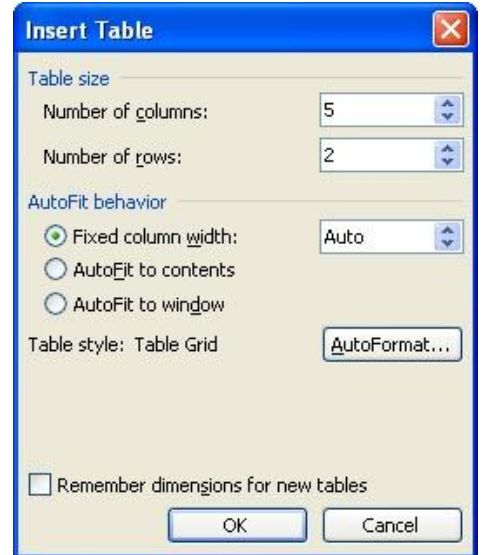 Insert Table
Table size
Number of columns: 5
Number of rows: 2
AutoFit behavior
Fixed column width: Auto
AutoFit to contents
AutoFit to window
Table style: Table Grid AutoFormat...
Remember dimensions for new tables
OK Cancel